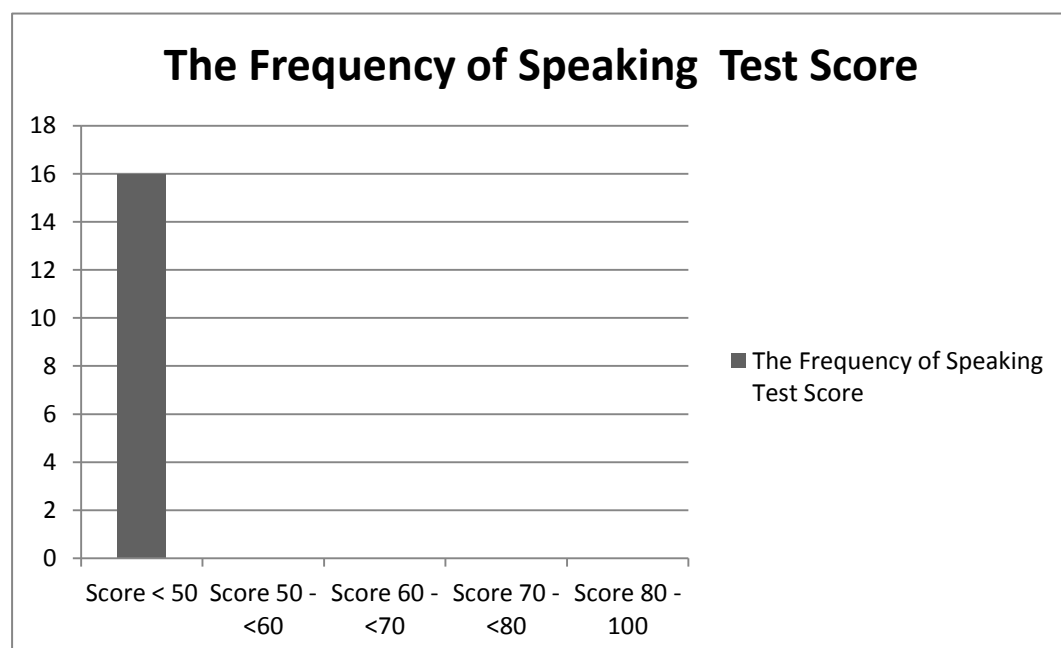 The Frequency of Speaking Test Score
18
16
14
12
10
8
6
4
2
0
Score < 50
Score 50 -
<60
Score 60 -
<70
Score 70 -
<80
Score 80 -
100
The Frequency of Speaking
Test Score